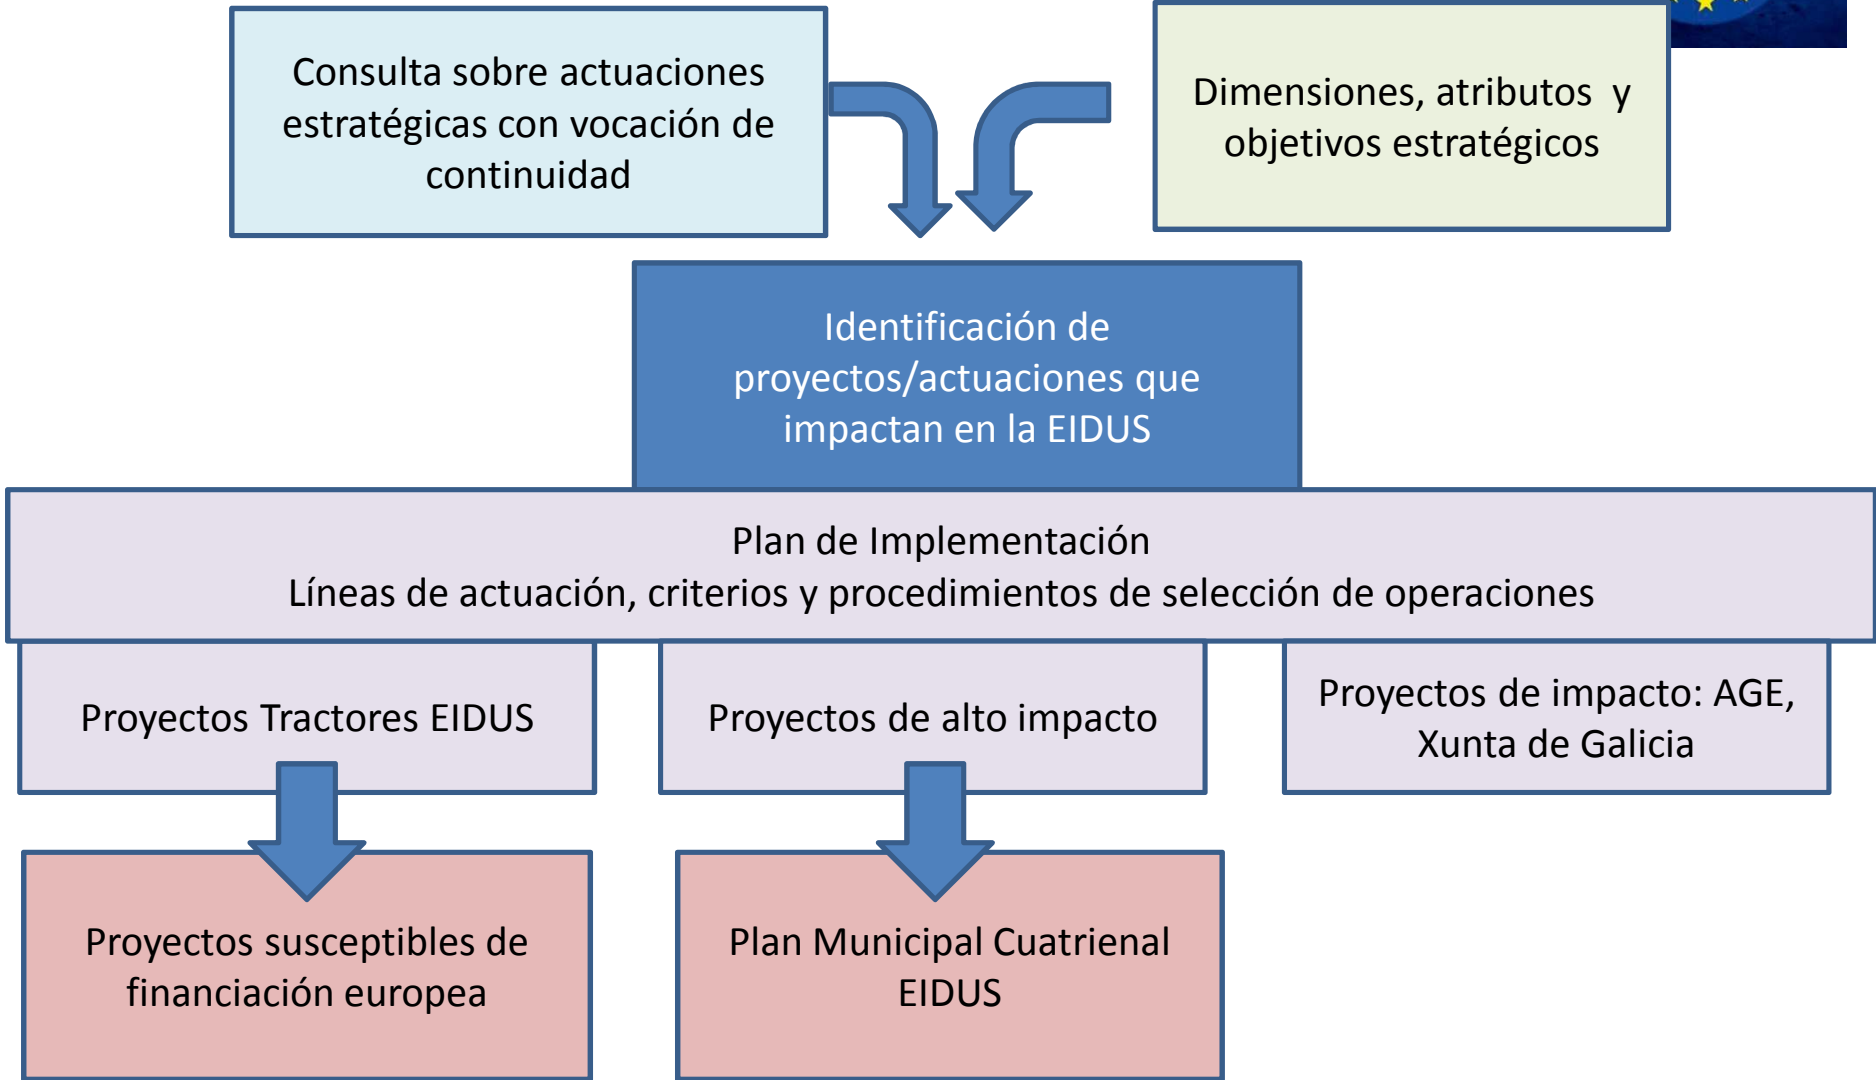 Consulta sobre actuaciones
estratégicas con vocación de
continuidad
Dimensiones, atributos y
objetivos estratégicos
Identificación de
proyectos/actuaciones que
impactan en la EIDUS
Plan de Implementación
Líneas de actuación, criterios y procedimientos de selección de operaciones
Proyectos Tractores EIDUS
Proyectos de alto impacto
Proyectos de impacto: AGE,
Xunta de Galicia
Proyectos susceptibles de
financiación europea
Plan Municipal Cuatrienal
EIDUS